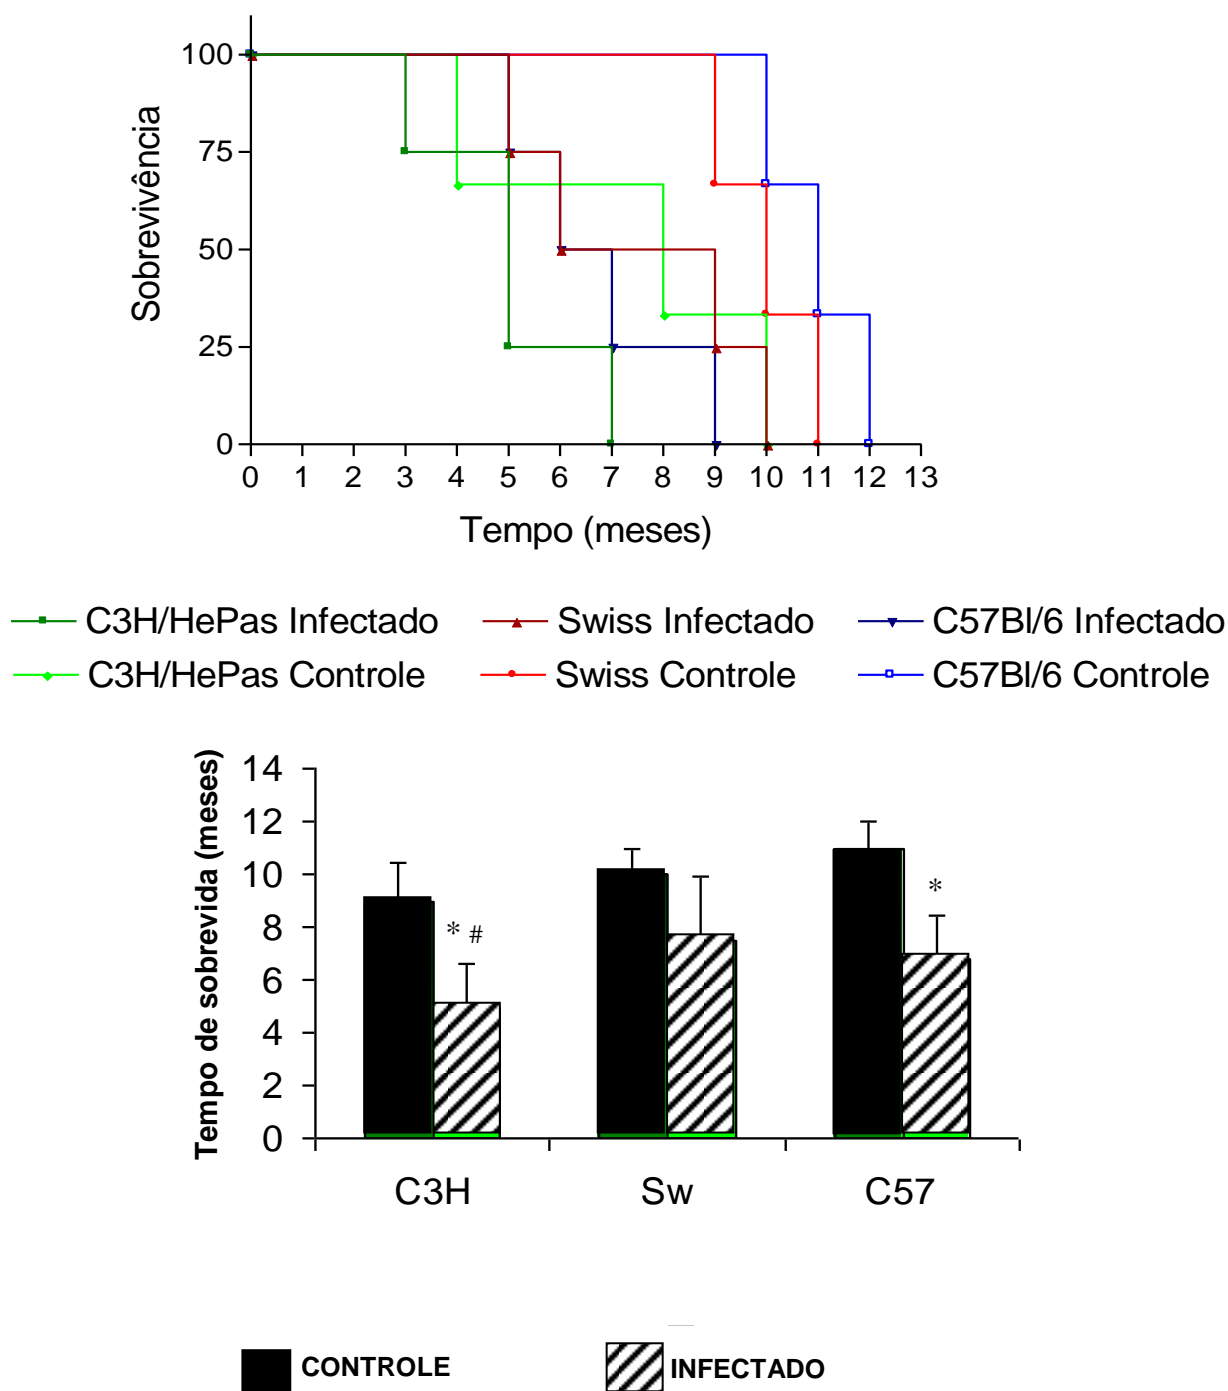 100
75
50
25
0
Sobrevivência
0 1 2 3 4 5 6 7 8 9 10 11 12 13
Tempo (meses)
C3H/HePas Infectado Swiss Infectado C57Bl/6 Infectado
C3H/HePas Controle Swiss Controle C57Bl/6 Controle
Tempo de sobrevida (meses)
14
12
10
8
6
4
2
0
* #
*
C3H Sw C57
CONTROLE INFECTADO